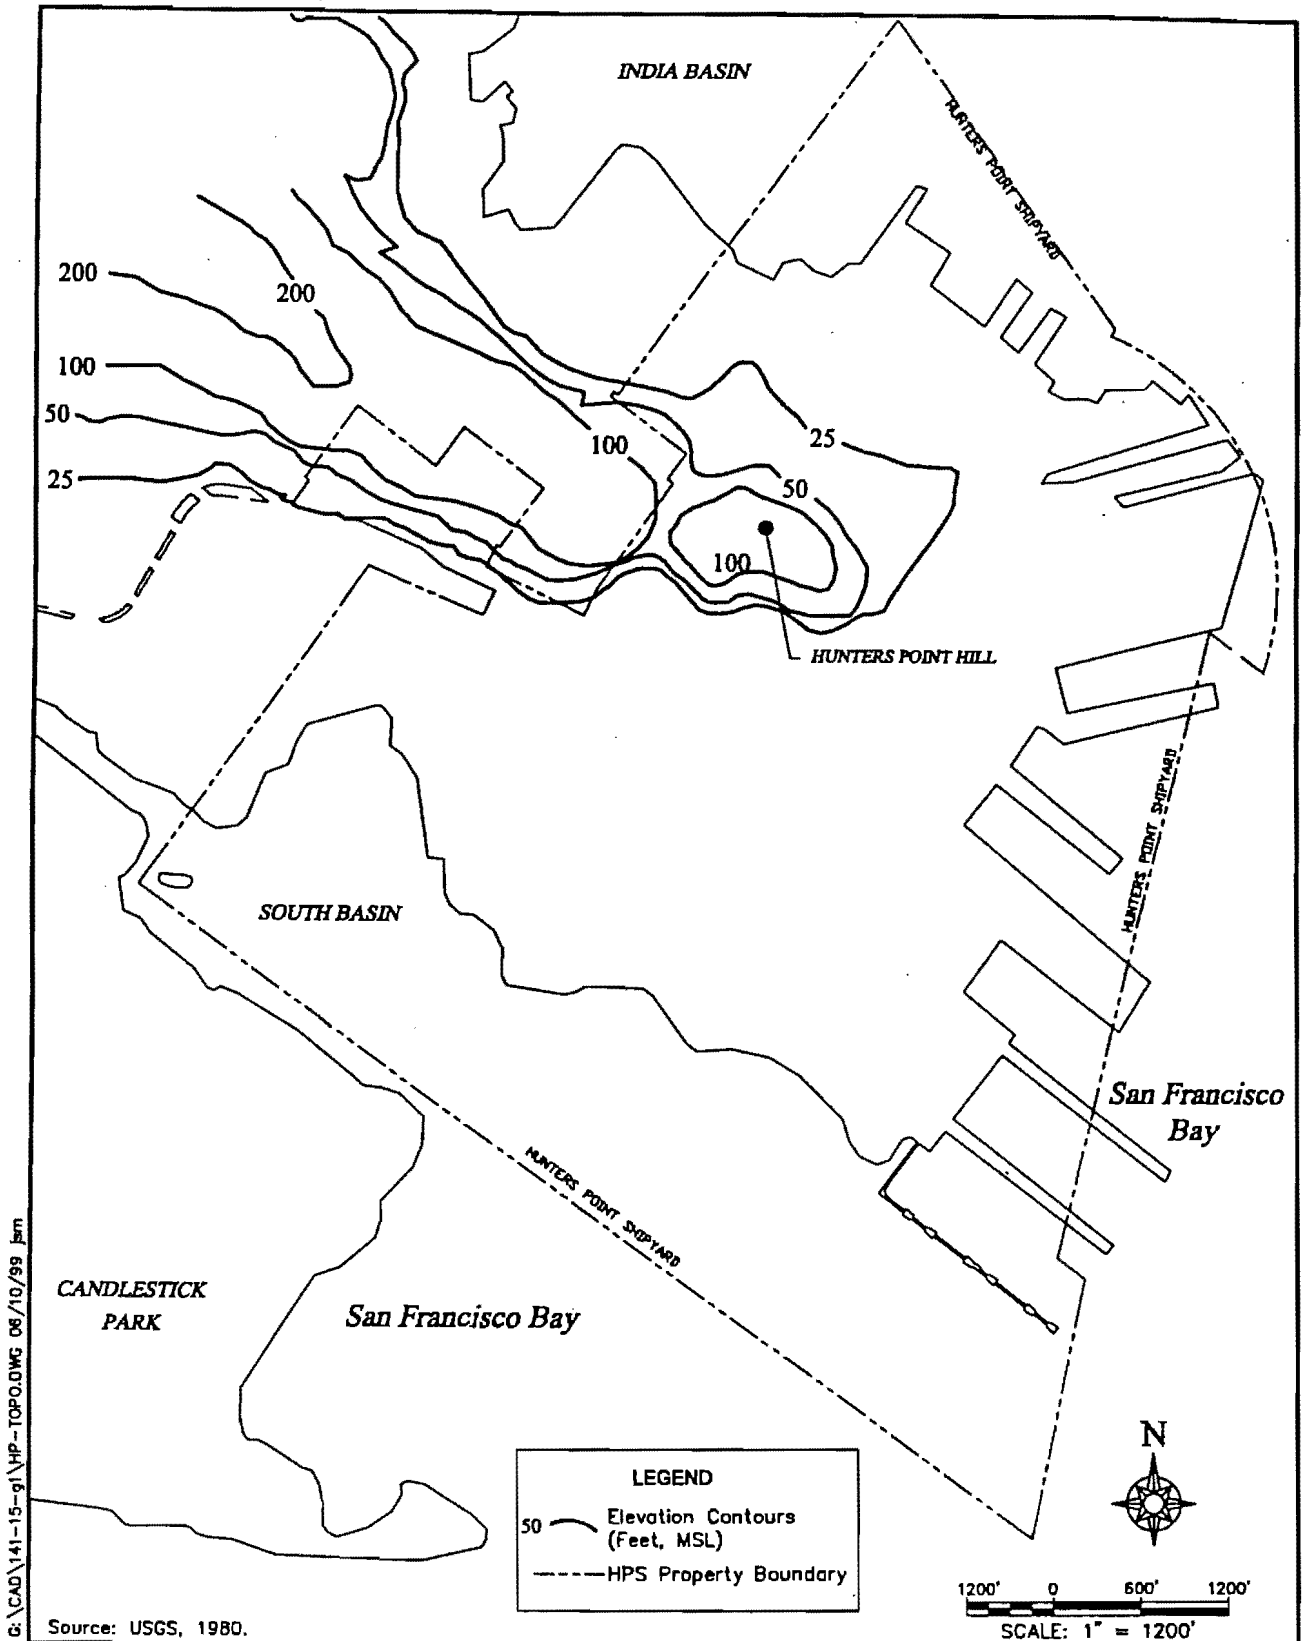 INDIA BASIN
HUNTERS POINT SHIPYARD
200
200
100
50
25
100
25
50
100
HUNTERS POINT HILL
HUNTERS POINT SHIPYARD
SOUTH BASIN
San Francisco
Bay
HUNTERS POINT SHIPYARD
CANDLESTICK
PARK
San Francisco Bay
N
LEGEND
50
Elevation Contours
(Feet, MSL)
HPS Property Boundary
1200' 0 600' 1200'
SCALE: 1" = 1200'
Source: USGS, 1980.
G:\CAD\141-15-g1\HP-TOPO.DWG 06/10/99 jsm